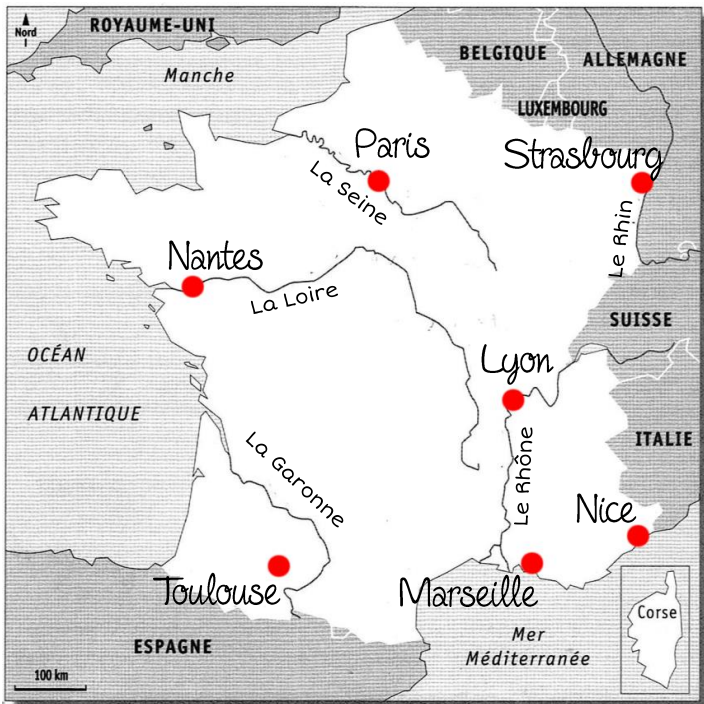 Nord
ROYAUME-UNI
Manche
BELGIQUE
ALLEMAGNE
LUXEMBOURG
Paris
Strasbourg
La Seine
Le Rhin
Nantes
La Loire
SUISSE
OCÉAN
ATLANTIQUE
Lyon
ITALIE
La Garonne
Le Rhône
Nice
Toulouse
Marseille
Corse
ESPAGNE
Mer
Méditerranée
100 km